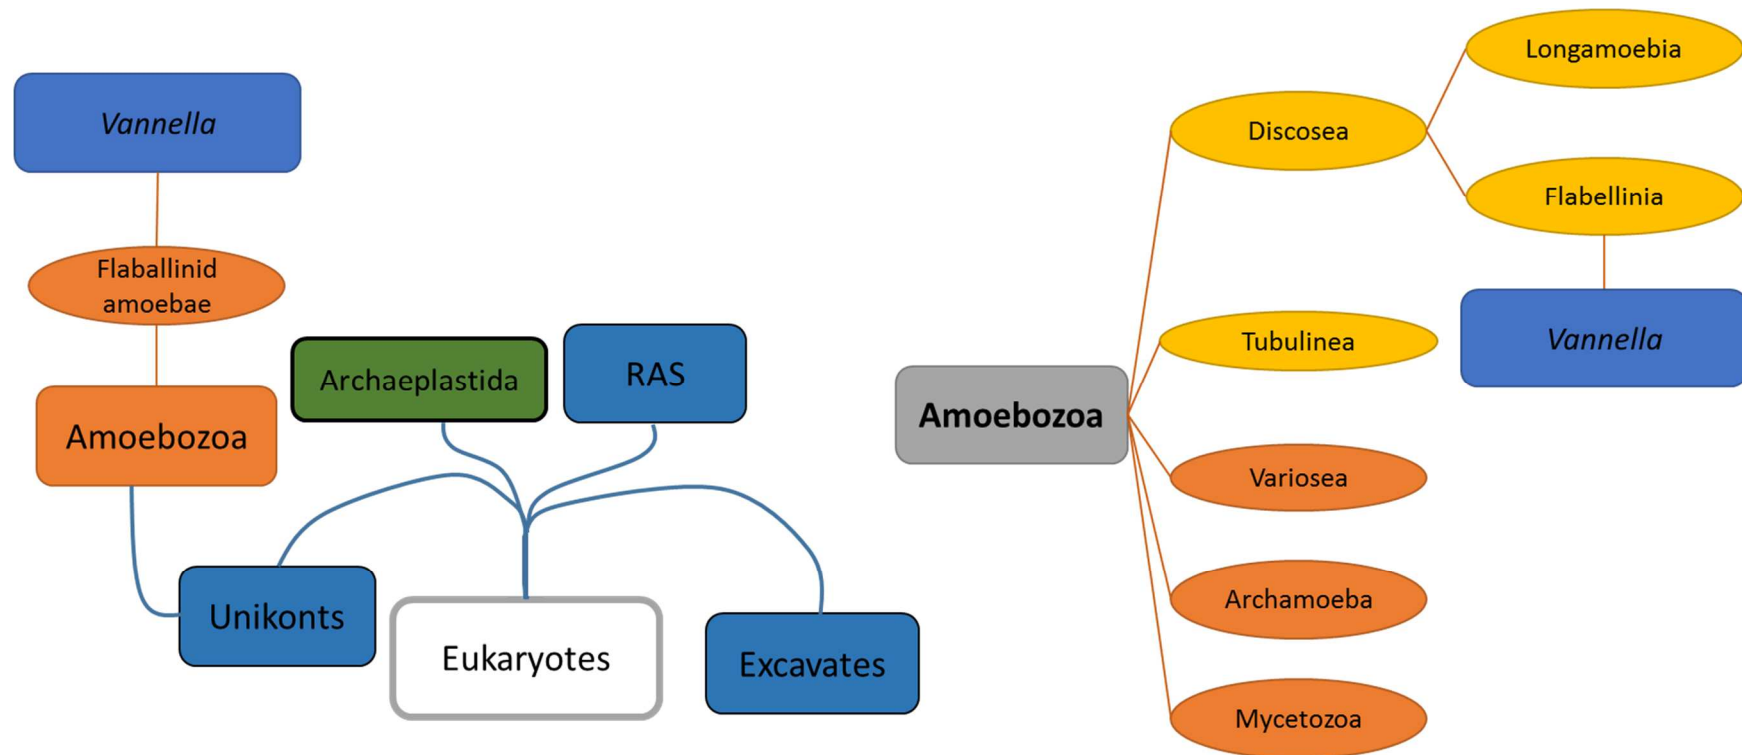 Vannella
Flaballinid
amoebae
Amoebozoa
Archaeplastida
RAS
Unikonts
Eukaryotes
Excavates
Amoebozoa
Discosea
Longamoebia
Flabellinia
Vannella
Tubulinea
Variosea
Archamoeba
Mycetozoa